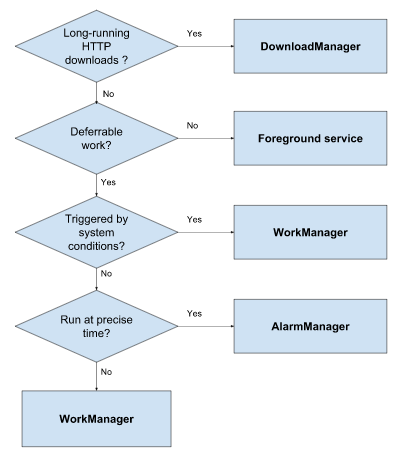 Long-running
HTTP
downloads ?
Yes
DownloadManager
No
Deferrable
work?
No
Foreground service
Yes
Triggered by
system
conditions?
Yes
WorkManager
No
Run at precise
time?
Yes
AlarmManager
No
WorkManager